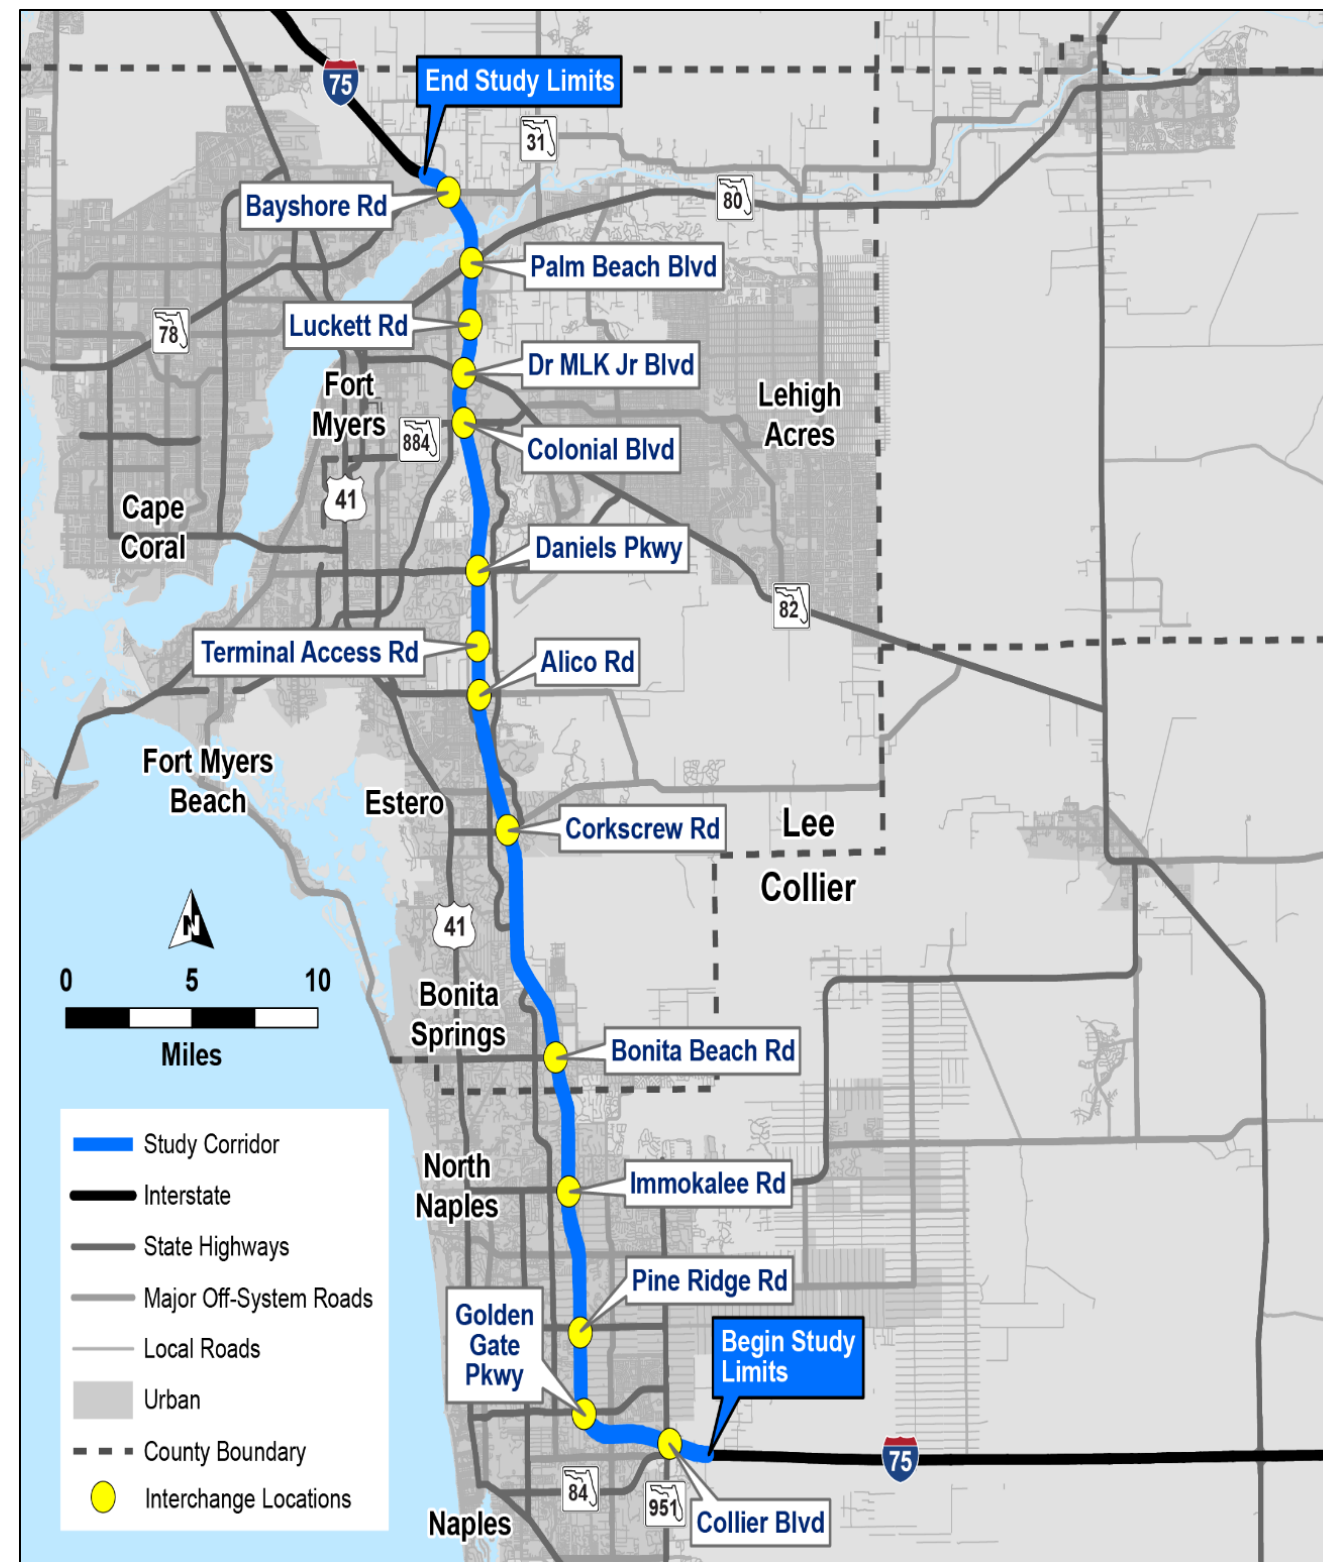 75
End Study Limits
31
Bayshore Rd
80
Palm Beach Blvd
Luckett Rd
78
Dr MLK Jr Blvd
Fort
Myers
Lehigh
Acres
884
Colonial Blvd
41
Cape
Coral
Daniels Pkwy
82
Terminal Access Rd
Alico Rd
Fort Myers
Beach
Estero
Corkscrew Rd
Lee
Collier
N
41
0 5 10
Miles
Bonita
Springs
Bonita Beach Rd
North
Naples
Immokalee Rd
Pine Ridge Rd
Golden
Gate
Pkwy
Begin Study
Limits
75
84
951
Collier Blvd
Naples
Study Corridor
Interstate
State Highways
Major Off-System Roads
Local Roads
Urban
County Boundary
Interchange Locations